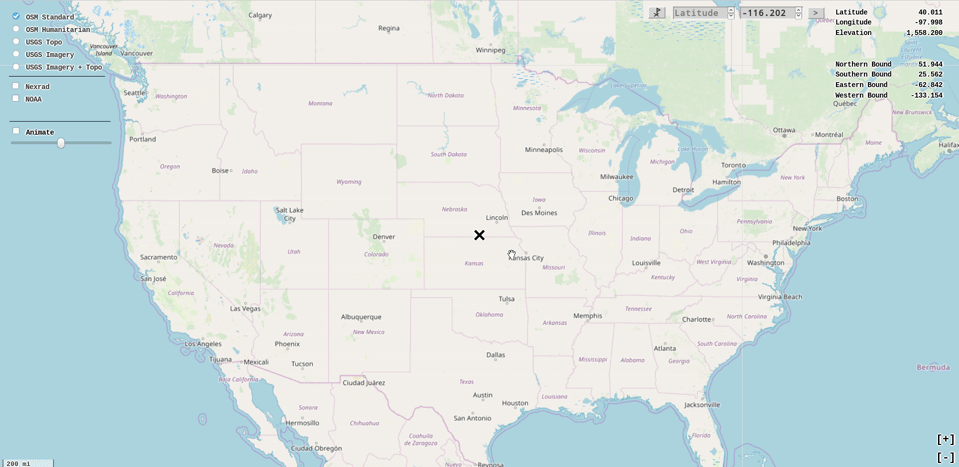 OSM Standard
OSM Humanitarian
USGS Topo
USGS Imagery
USGS Imagery + Topo
Nexrad
NOAA
Animate
Latitude
-116.202
>
Latitude 40.011
Longitude -97.998
Elevation 1,558.200
Northern Bound 51.944
Southern Bound 25.562
Eastern Bound -62.842
Western Bound -133.154
Calgary
Regina
Winnipeg
Vancouver Island
Vancouver
Seattle
Washington
Montana
North Dakota
Minnesota
Québec
New Brunswick
Ottawa
Montréal
Maine
Halifax
Portland
Oregon
Boise
Idaho
Wyoming
South Dakota
Minneapolis
Wisconsin
Michigan
Toronto
Hamilton
New York
Milwaukee
Detroit
Chicago
Boston
Salt Lake City
Nebraska
Lincoln
Iowa
Des Moines
Illinois
Indiana
Ohio
Pennsylvania
New York
Philadelphia
Sacramento
Nevada
Utah
Denver
Colorado
Kansas
Kansas City
Missouri
Louisville
Kentucky
West Virginia
Washington
Virginia
San José
California
Las Vegas
Tulsa
Virginia Beach
Albuquerque
New Mexico
Oklahoma
Arkansas
Memphis
Tennessee
Charlotte
North Carolina
Los Angeles
Arizona
Phoenix
Tijuana
Mexicali
Tucson
Dallas
Mississippi
Alabama
Atlanta
Georgia
South Carolina
Bermuda
Baja California
Ciudad Juárez
Texas
Austin
Houston
Louisiana
Jacksonville
Sonora
Hermosillo
Chihuahua
San Antonio
Coahuila de Zaragoza
Florida
Ciudad Obregón
Nuevo
Reynosa
200 mi
[+]
[-]